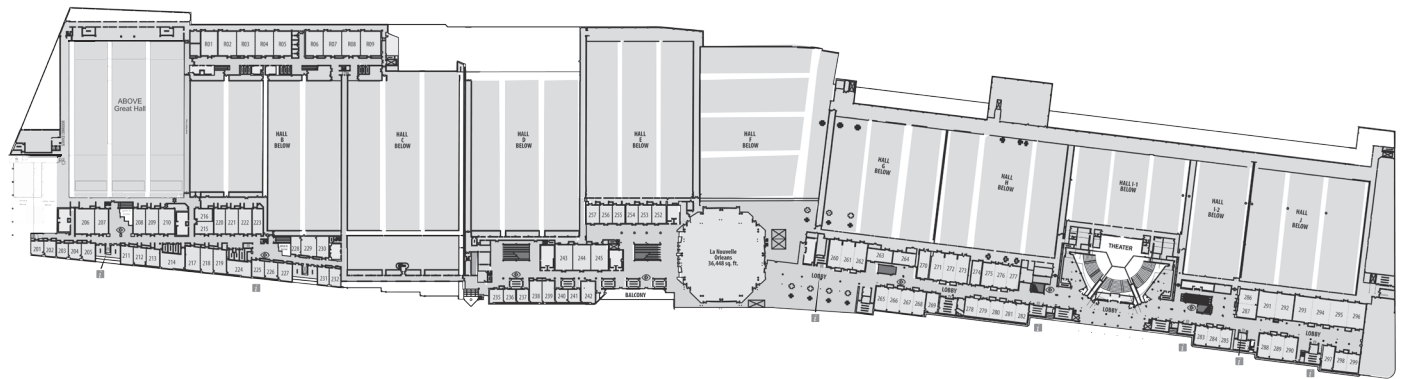 R01 R02 R03 R04 R05 R06 R07 R08 R09
ABOVE
Great Hall
HALL
B
BELOW
HALL
C
BELOW
HALL
D
BELOW
HALL
E
BELOW
HALL
F
BELOW
HALL
G
BELOW
HALL
H
BELOW
HALL I-1
BELOW
HALL
I-2
BELOW
HALL
J
BELOW
THEATER
La Nouvelle
Orleans
36,448 sq. ft.
206 207 208 209 210
216
215
220 221 222 223
201 202 203 204 205
211 212 213 214 217 218 219
224 225 226 227
228 229 230
231 232
257 256 255 254 253 252
243 244 245
235 236 237 238 239 240 241 242
BALCONY
260 261 262
263 264
270 271 272 273 274 275 276 277
LOBBY
265 266 267 268 269
LOBBY
278 279 280 281 282
LOBBY
286
287
291 292 293 294 295 296
LOBBY
283 284 285
288 289 290
297 298 299